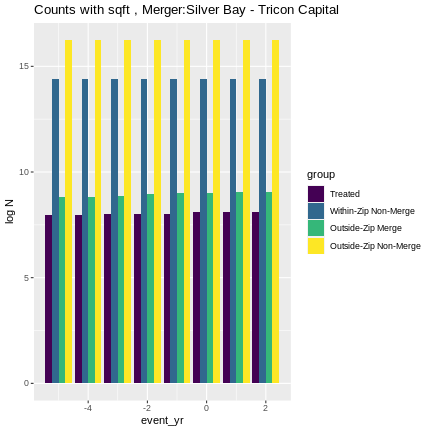 Counts with sqft , Merger:Silver Bay - Tricon Capital
15
10
5
0
log N
-4
-2
0
2
event_yr
group
Treated
Within-Zip Non-Merge
Outside-Zip Merge
Outside-Zip Non-Merge